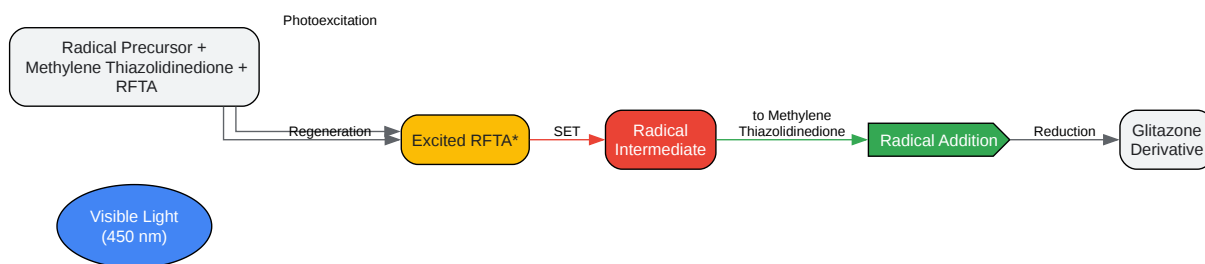 Photoexcitation
Radical Precursor +
Methylene Thiazolidinedione +
RFTA
Regeneration
Excited RFTA*
SET
Radical
Intermediate
to Methylene
Thiazolidinedione
Radical Addition
Reduction
Glitazone
Derivative
Visible Light
(450 nm)